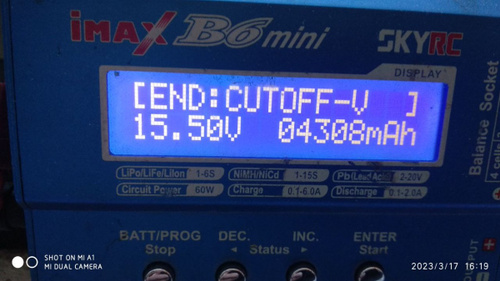 iMAX B6 mini SKYRC
DISPLAY
[END:CUTOFF-V ]
15.50V 04308mAh
LiPo/LiFe/LiIon 1-6S NiMH/NiCd 1-15S Pb(Lead Acid) 2-20V
Circuit Power 60W Charge 0.1-6.0A Discharge 0.1-2.0A
Balance Socket
BATT/PROG DEC. INC. ENTER
Stop ◄ Status ► Start
SHOT ON MI A1
MI DUAL CAMERA
2023/3/17 16:19